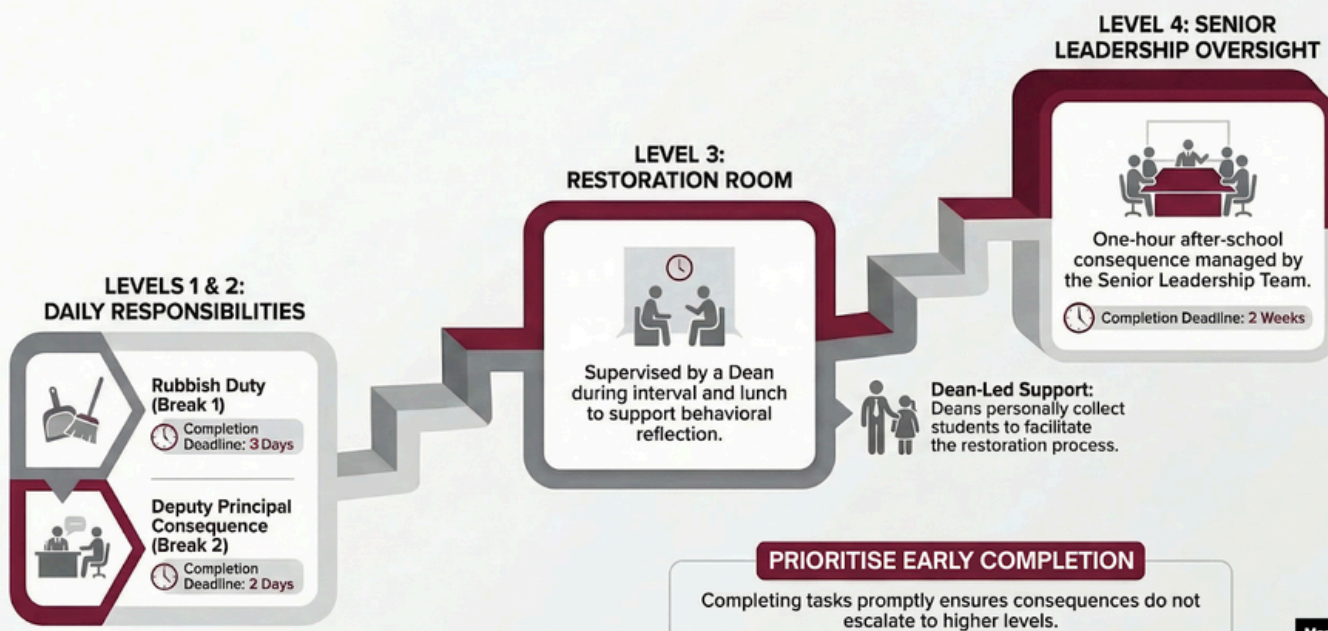 LEVELS 1 & 2:
DAILY RESPONSIBILITIES
Rubbish Duty
(Break 1)
Completion
Deadline: 3 Days
Deputy Principal
Consequence
(Break 2)
Completion
Deadline: 2 Days
LEVEL 3:
RESTORATION ROOM
Supervised by a Dean
during interval and lunch
to support behavioral
reflection.
Dean-Led Support:
Deans personally collect
students to facilitate
the restoration process.
LEVEL 4: SENIOR
LEADERSHIP OVERSIGHT
One-hour after-school
consequence managed by
the Senior Leadership Team.
Completion Deadline: 2 Weeks
PRIORITISE EARLY COMPLETION
Completing tasks promptly ensures consequences do not
escalate to higher levels.